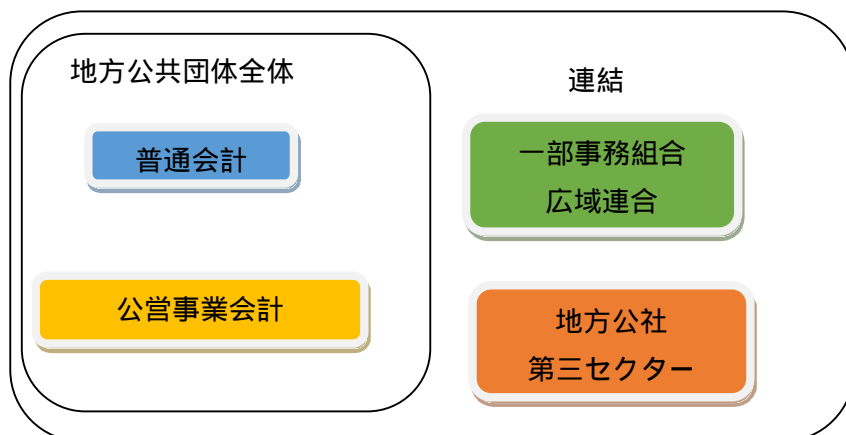 地方公共団体全体
普通会計
公営事業会計
連結
一部事務組合
広域連合
地方公社
第三セクター